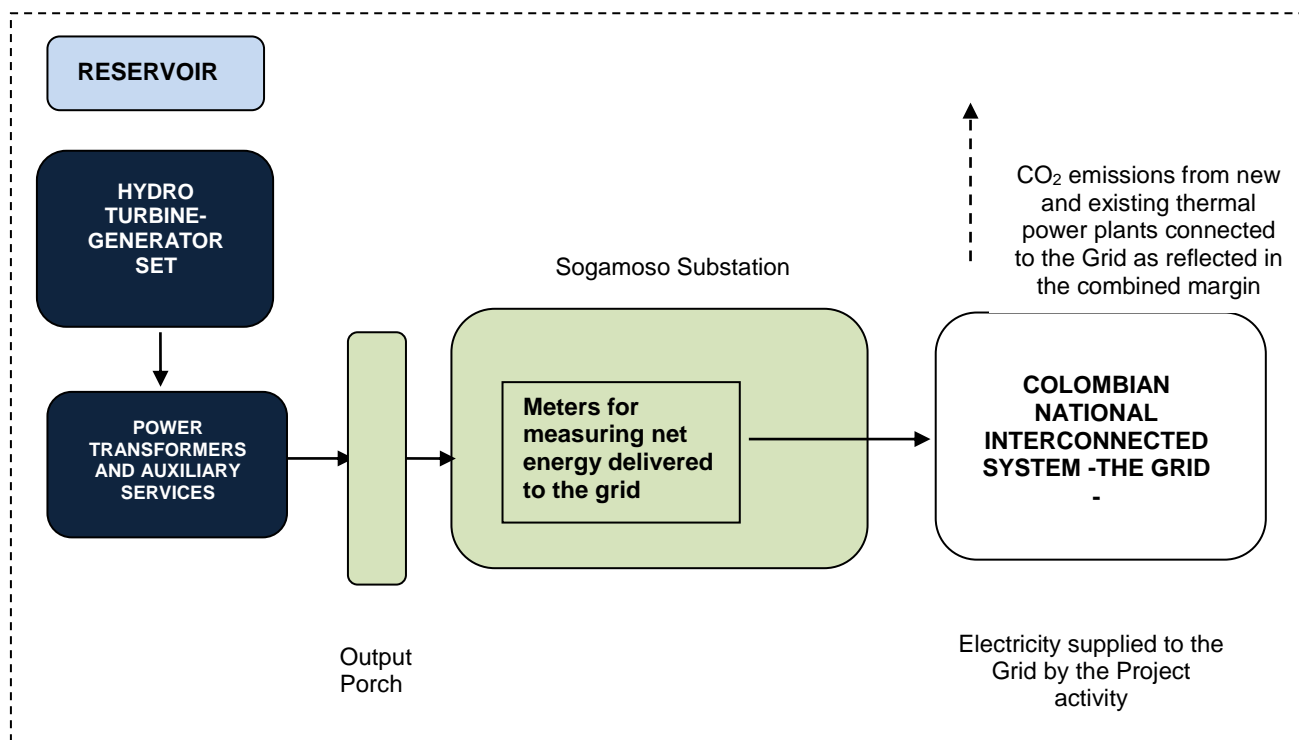 RESERVOIR
HYDRO
TURBINE-
GENERATOR
SET
POWER
TRANSFORMERS
AND AUXILIARY
SERVICES
Output
Porch
Sogamoso Substation
Meters for
measuring net
energy delivered
to the grid
CO₂ emissions from new
and existing thermal
power plants connected
to the Grid as reflected in
the combined margin
COLOMBIAN
NATIONAL
INTERCONNECTED
SYSTEM -THE GRID
-
Electricity supplied to the
Grid by the Project
activity